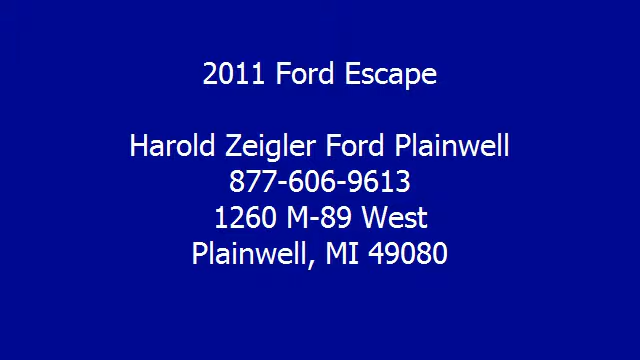 2011 Ford Escape
Harold Zeigler Ford Plainwell
877-606-9613
1260 M-89 West
Plainwell, MI 49080